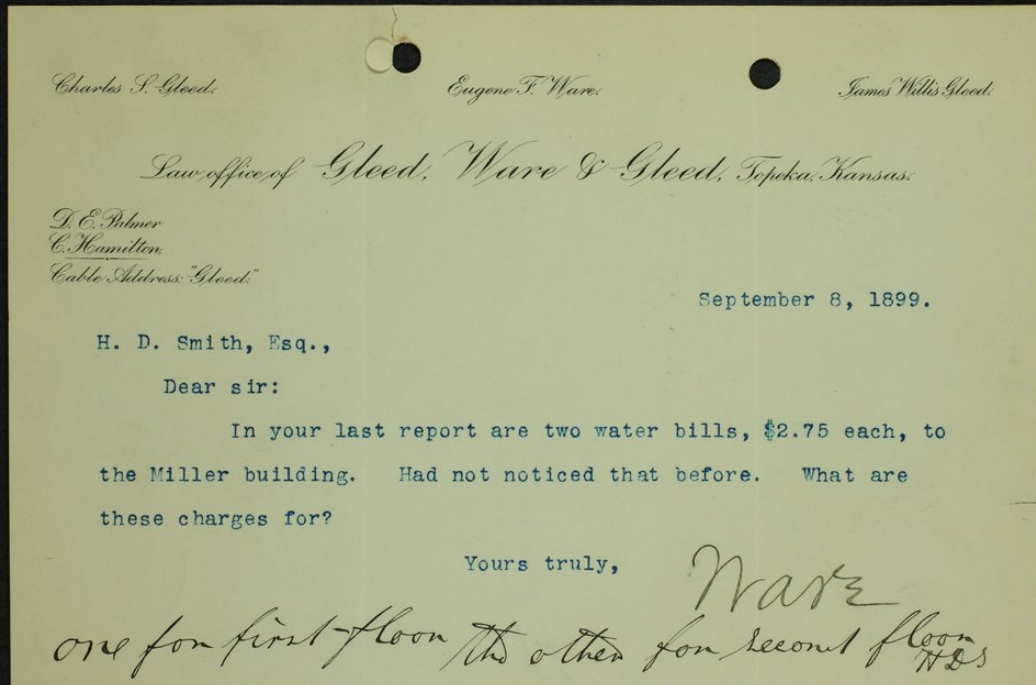 Charles S. Gleed. Eugene F. Ware. James Willis Gleed.
Law office of Gleed, Ware & Gleed, Topeka, Kansas.
D. E. Palmer
C. Hamilton,
Cable Address: "Gleed."
September 8, 1899.
H. D. Smith, Esq.,
Dear sir:
In your last report are two water bills, $2.75 each, to
the Miller building. Had not noticed that before. What are
these charges for?
Yours truly,
Ware
one for first floor the other for second floor
HDS